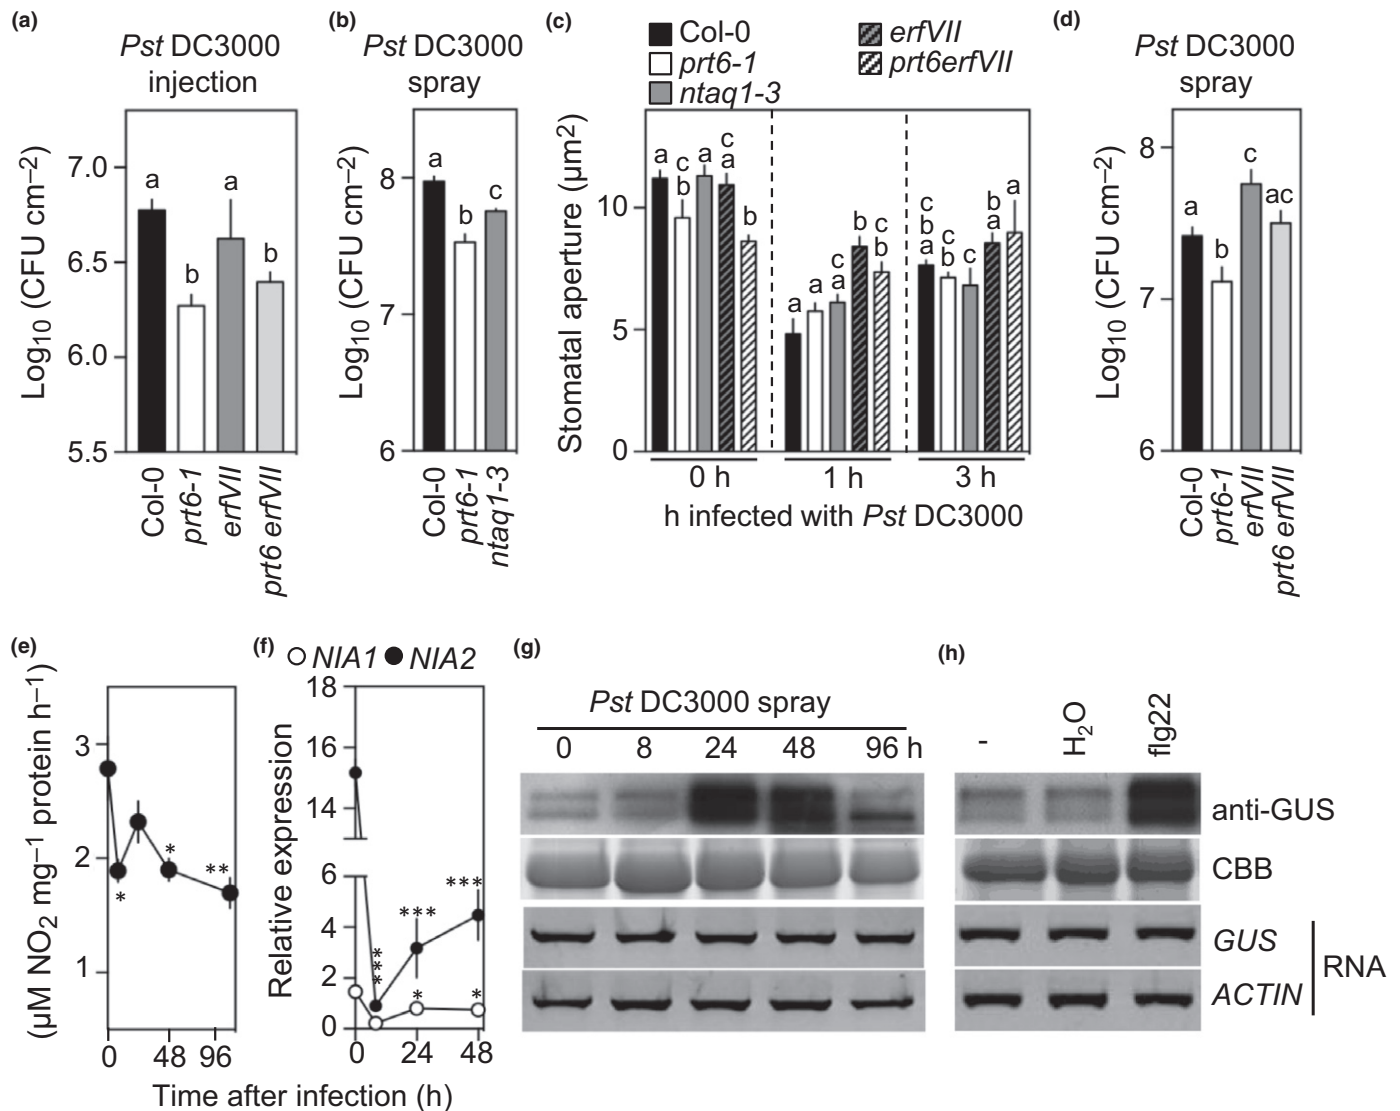 (a)
Pst DC3000
injection
Log10 (CFU cm−2)
7.0
6.5
6.0
5.5
a
b
a
b
Col-0
prt6-1
erfVII
prt6 erfVII
(b)
Pst DC3000
spray
Log10 (CFU cm−2)
8
7
6
a
b
c
Col-0
prt6-1
ntaq1-3
(c)
Col-0
prt6-1
ntaq1-3
erfVII
prt6erfVII
Stomatal aperture (µm2)
10
5
0
a
c
b
a
c
a
b
a
a
c
a
b
c
b
c
b
a
c
b
c
b
a
a
0 h
1 h
3 h
h infected with Pst DC3000
(d)
Pst DC3000
spray
Log10 (CFU cm−2)
8
7
6
a
b
c
ac
Col-0
prt6-1
erfVII
prt6 erfVII
(e)
(µM NO2 mg−1 protein h−1)
3
2
1
*
*
**
0
48
96
(f)
NIA1
NIA2
Relative expression
18
16
14
6
4
2
0
***
***
***
*
*
0
24
48
Time after infection (h)
(g)
Pst DC3000 spray
0 8 24 48 96 h
(h)
-
H2O
flg22
anti-GUS
CBB
GUS
ACTIN
RNA